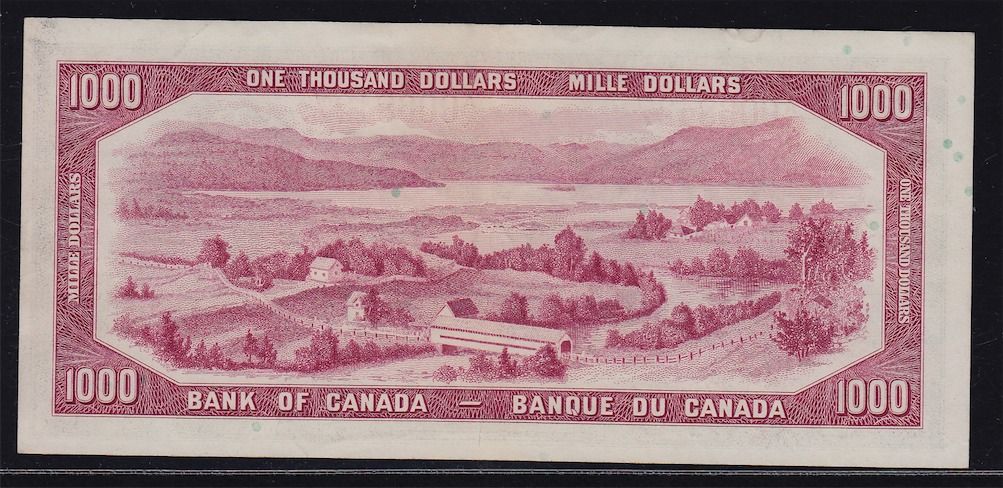 1000 ONE THOUSAND DOLLARS MILLE DOLLARS 1000
MILLE DOLLARS
ONE THOUSAND DOLLARS
1000 BANK OF CANADA — BANQUE DU CANADA 1000